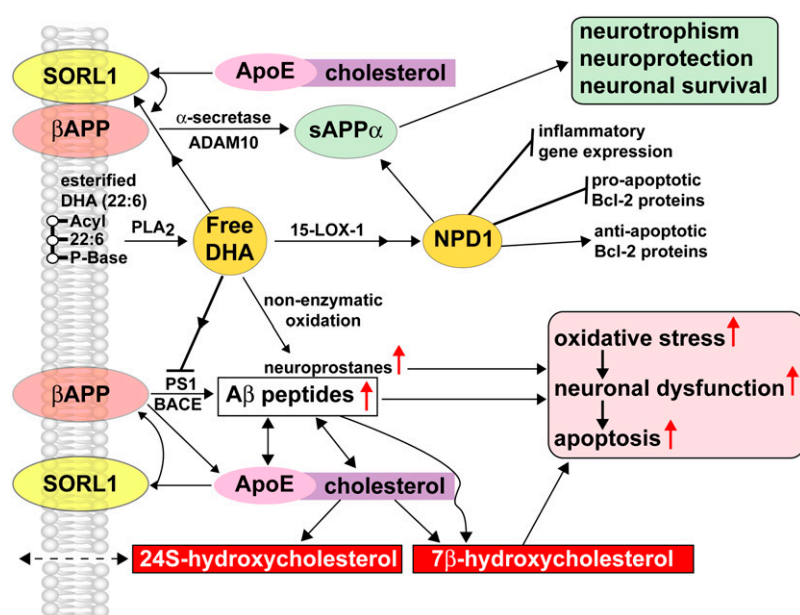 neurotrophism
neuroprotection
neuronal survival
SORL1
ApoE
cholesterol
βAPP
α-secretase
ADAM10
sAPPα
inflammatory
gene expression
esterified
DHA (22:6)
Acyl
22:6
P-Base
PLA2
Free
DHA
15-LOX-1
NPD1
pro-apoptotic
Bcl-2 proteins
anti-apoptotic
Bcl-2 proteins
non-enzymatic
oxidation
neuroprostanes
oxidative stress
neuronal dysfunction
apoptosis
βAPP
PS1
BACE
Aβ peptides
SORL1
ApoE
cholesterol
24S-hydroxycholesterol
7β-hydroxycholesterol